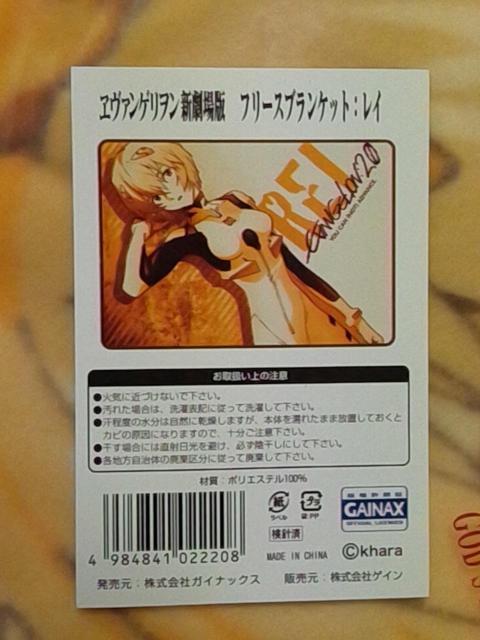 ヱヴァンゲリヲン新劇場版　フリースブランケット：レイ
REI
EVANGELION 2.0
YOU CAN (NOT) ADVANCE.
お取扱い上の注意
●火気に近づけないで下さい。
●汚れた場合は、洗濯表記に従って洗濯して下さい。
●汗程度の水分は自然に乾燥しますが、本体を濡れたまま放置しておくと
カビの原因になりますので、十分ご注意下さい。
●干す場合には直射日光を避け、必ず陰干しにして下さい。
●各地方自治体の廃棄区分に従って廃棄して下さい。
材質：ポリエステル100%
紙
ラベル
プラ
袋:PP
検針済
GAINAX
OFFICIAL LICENSED
4 984841 022208
MADE IN CHINA
©khara
発売元：株式会社ガイナックス　販売元：株式会社ゲイン
GOD'S